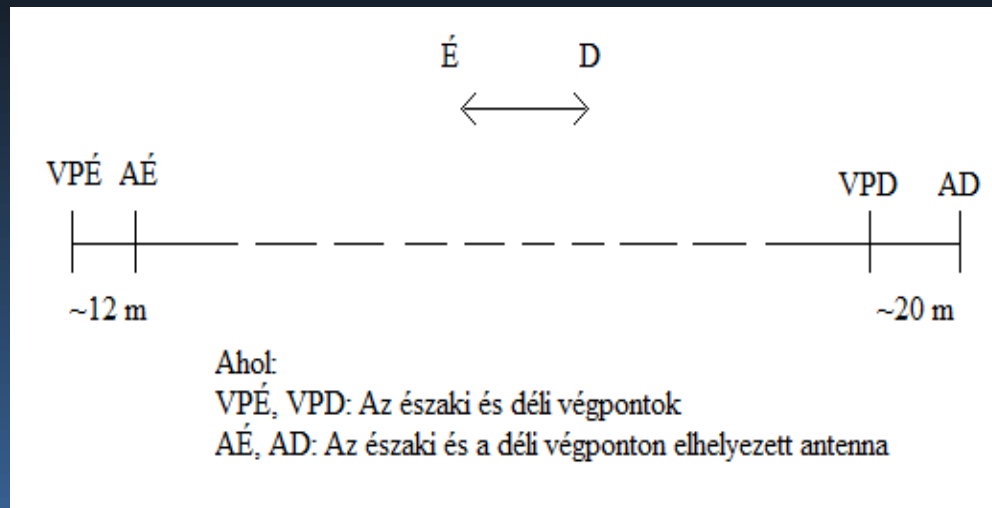 É D
VPÉ AÉ
VPD AD
~12 m
~20 m
Ahol:
VPÉ, VPD: Az északi és déli végpontok
AÉ, AD: Az északi és a déli végponton elhelyezett antenna